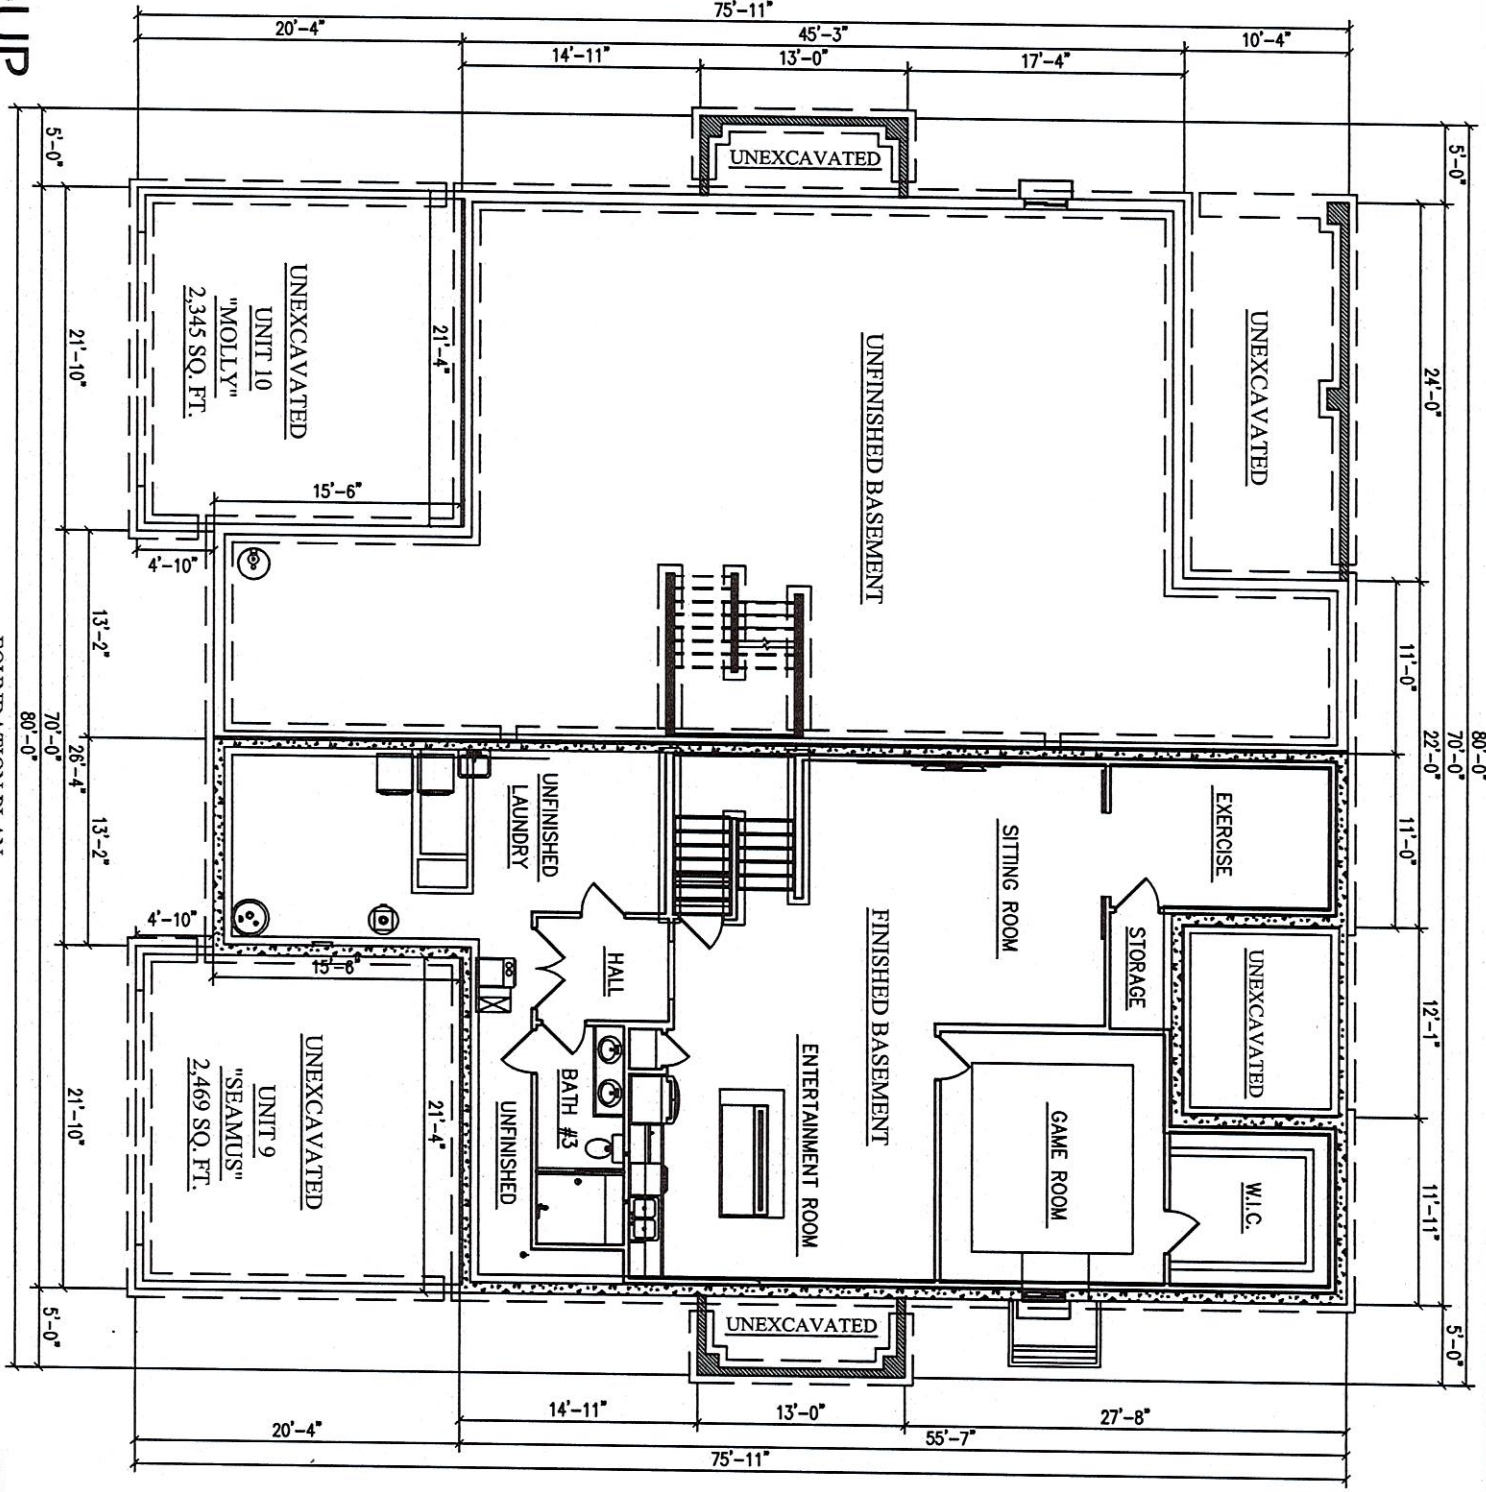 75'-11"
20'-4"
45'-3"
10'-4"
14'-11"
13'-0"
17'-4"
5'-0"
5'-0"
UNEXCAVATED
UNEXCAVATED
UNIT 10
"MOLLY"
2,345 SQ. FT.
21'-10"
21'-4"
15'-6"
4'-10"
UNFINISHED BASEMENT
UNEXCAVATED
24'-0"
11'-0"
13'-2"
80'-0"
70'-0"
22'-0"
80'-0"
70'-0"
26'-4"
13'-2"
11'-0"
UNFINISHED
LAUNDRY
SITTING ROOM
EXERCISE
STORAGE
HALL
FINISHED BASEMENT
UNEXCAVATED
12'-1"
4'-10"
15'-6"
21'-4"
UNEXCAVATED
UNIT 9
"SEAMUS"
2,469 SQ. FT.
21'-10"
BATH #3
UNFINISHED
ENTERTAINMENT ROOM
GAME ROOM
W.I.C.
11'-11"
UNEXCAVATED
5'-0"
5'-0"
14'-11"
13'-0"
27'-8"
20'-4"
55'-7"
75'-11"